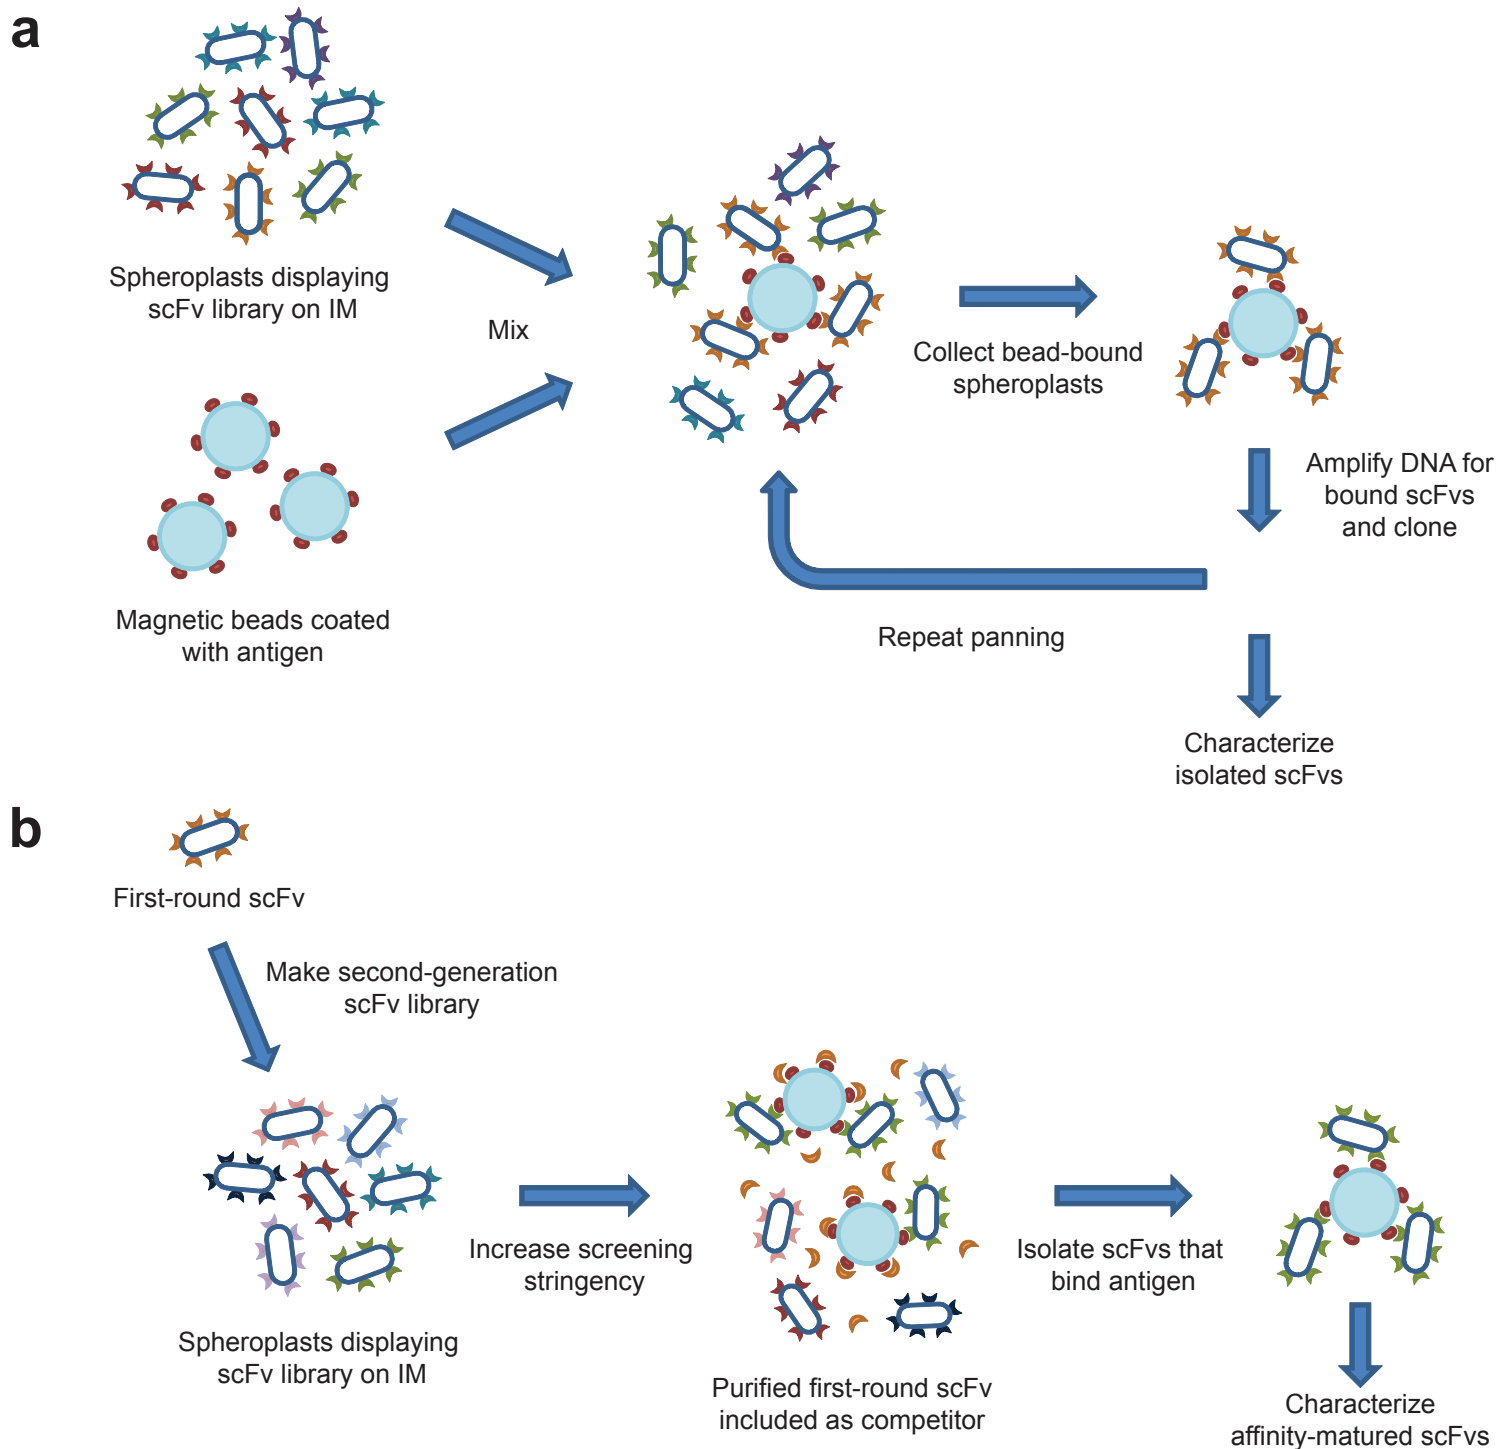 a
Spheroplasts displaying
scFv library on IM
Mix
Magnetic beads coated
with antigen
Collect bead-bound
spheroplasts
Amplify DNA for
bound scFvs
and clone
Repeat panning
Characterize
isolated scFvs
b
First-round scFv
Make second-generation
scFv library
Spheroplasts displaying
scFv library on IM
Increase screening
stringency
Purified first-round scFv
included as competitor
Isolate scFvs that
bind antigen
Characterize
affinity-matured scFvs